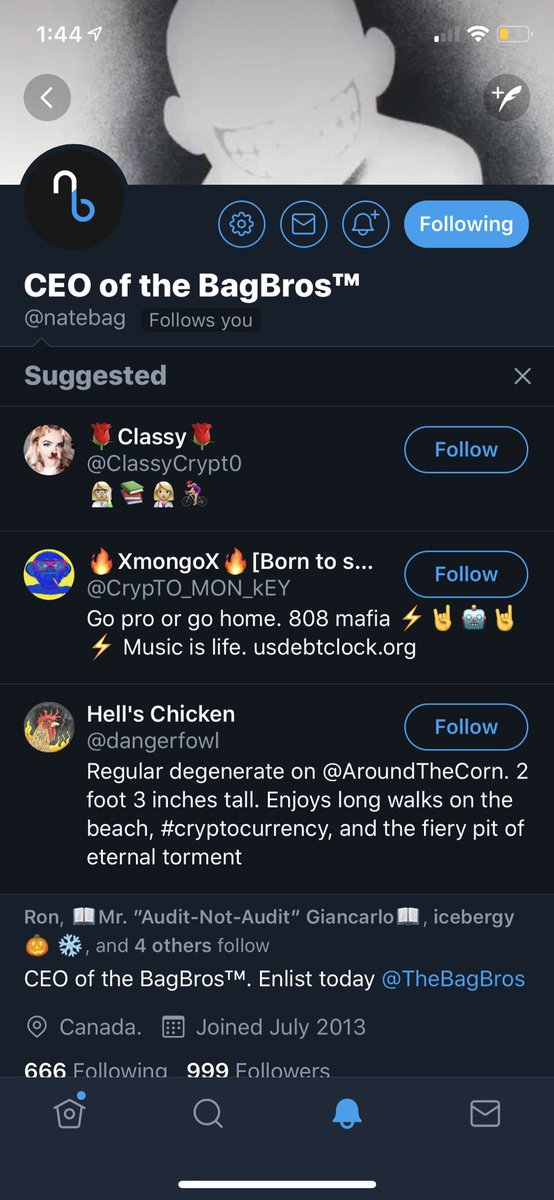 1:44
Following
CEO of the BagBros™
@natebag Follows you
Suggested
🌹Classy🌹
@ClassyCrypt0
Follow
👩🏼‍🔬📚👩🏼‍⚕️🚴🏻‍♀️
🔥XmongoX🔥[Born to s...
@CrypTO_MON_kEY
Follow
Go pro or go home. 808 mafia ⚡🤘🤖🤘
⚡ Music is life. usdebtclock.org
Hell's Chicken
@dangerfowl
Follow
Regular degenerate on @AroundTheCorn. 2
foot 3 inches tall. Enjoys long walks on the
beach, #cryptocurrency, and the fiery pit of
eternal torment
Ron, 📖Mr. "Audit-Not-Audit" Giancarlo📖, icebergy
🎃 ❄️, and 4 others follow
CEO of the BagBros™. Enlist today @TheBagBros
Canada. Joined July 2013
666 Following 999 Followers